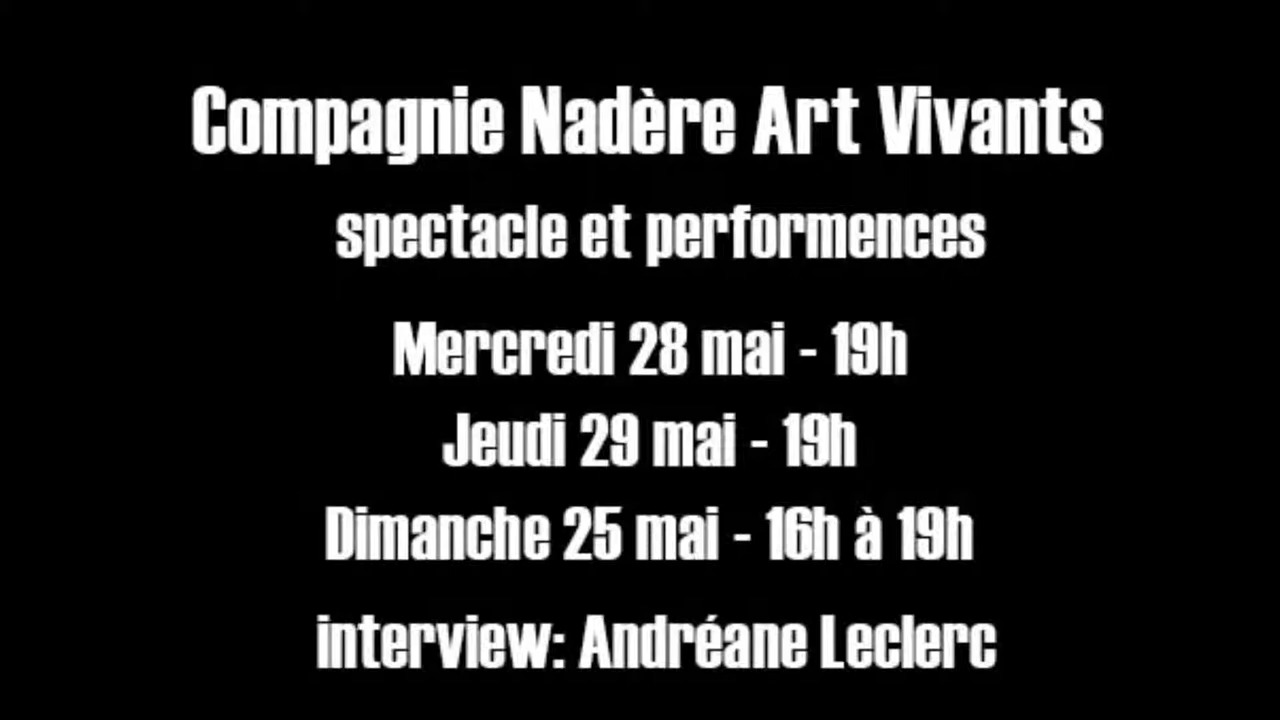 Compagnie Nadère Art Vivants
spectacle et performences
Mercredi 28 mai - 19h
Jeudi 29 mai - 19h
Dimanche 25 mai - 16h à 19h
interview: Andréane Leclerc